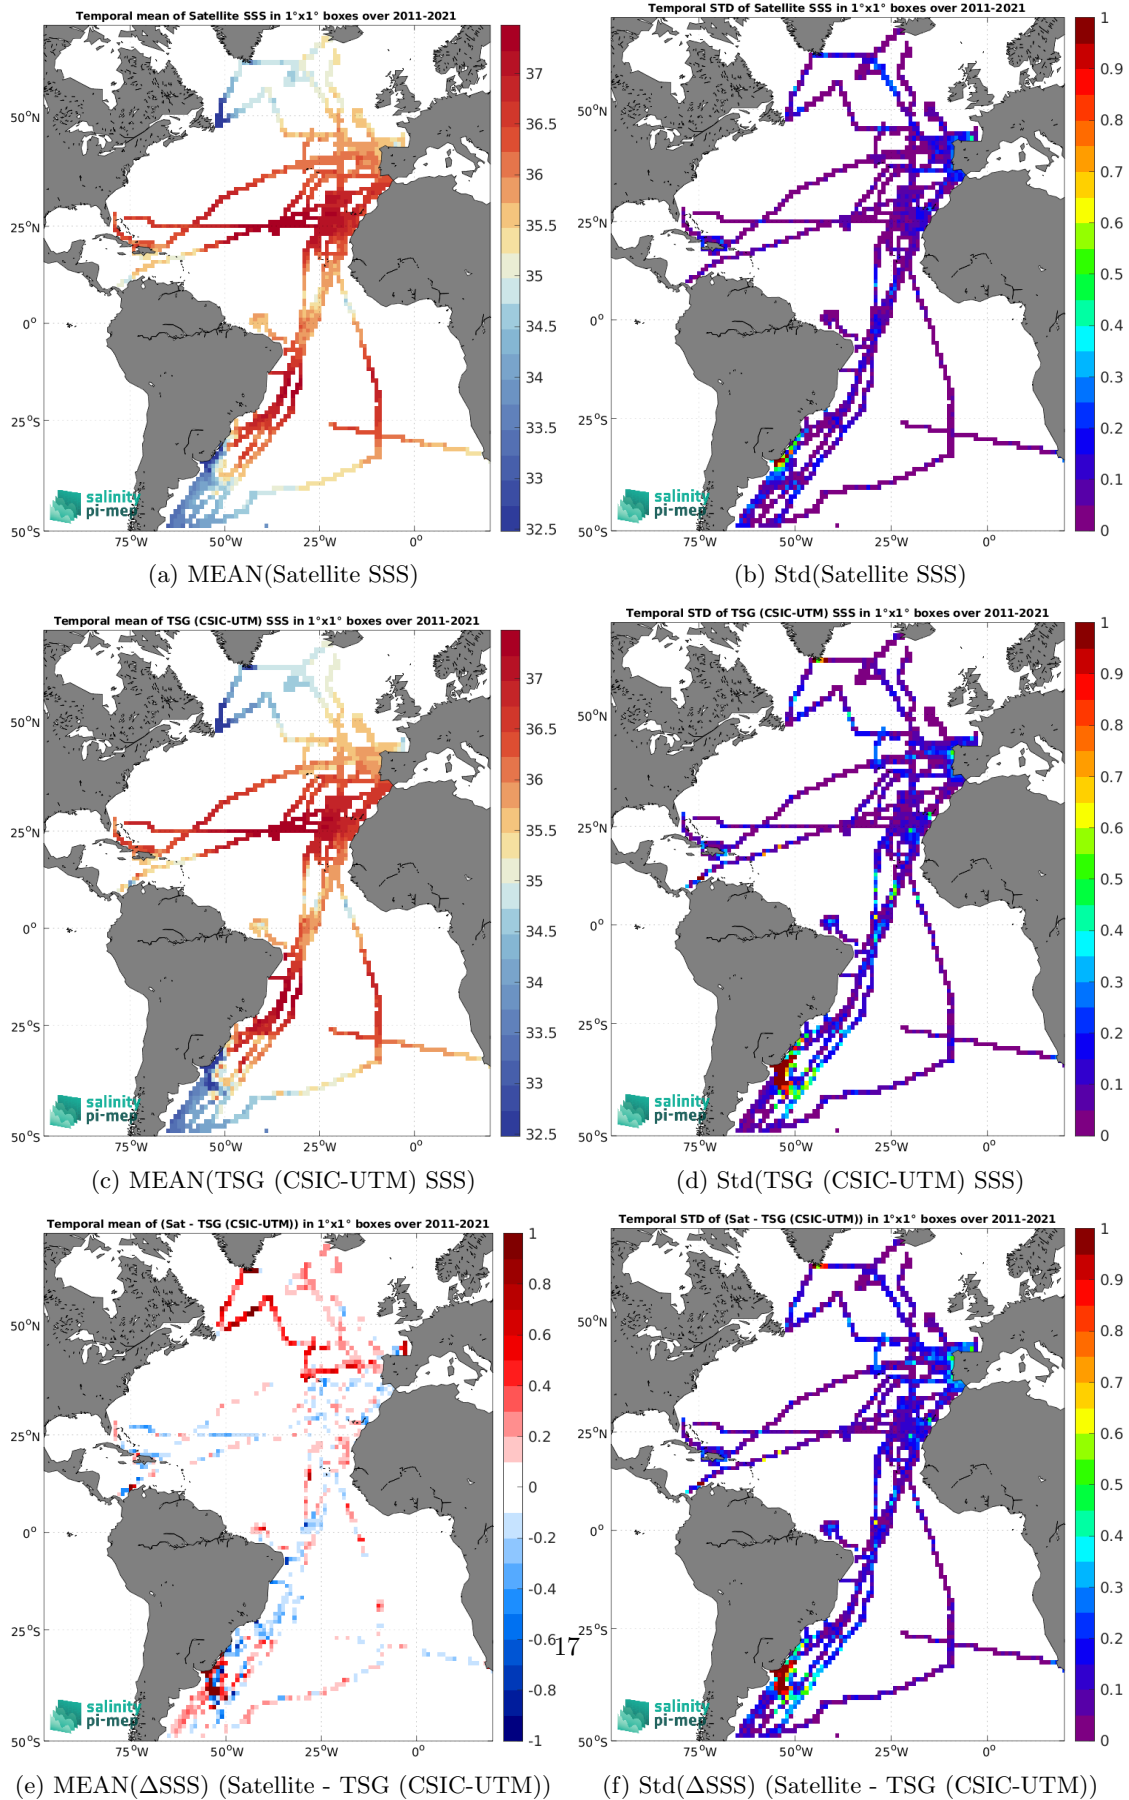 Temporal mean of Satellite SSS in 1°x1° boxes over 2011-2021
50°N
25°N
0°
25°S
50°S
75°W
50°W
25°W
0°
37
36.5
36
35.5
35
34.5
34
33.5
33
32.5
salinity
pi-mep
(a) MEAN(Satellite SSS)
Temporal STD of Satellite SSS in 1°x1° boxes over 2011-2021
50°N
25°N
0°
25°S
50°S
75°W
50°W
25°W
0°
1
0.9
0.8
0.7
0.6
0.5
0.4
0.3
0.2
0.1
0
salinity
pi-mep
(b) Std(Satellite SSS)
Temporal mean of TSG (CSIC-UTM) SSS in 1°x1° boxes over 2011-2021
50°N
25°N
0°
25°S
50°S
75°W
50°W
25°W
0°
37
36.5
36
35.5
35
34.5
34
33.5
33
32.5
salinity
pi-mep
(c) MEAN(TSG (CSIC-UTM) SSS)
Temporal STD of TSG (CSIC-UTM) SSS in 1°x1° boxes over 2011-2021
50°N
25°N
0°
25°S
50°S
75°W
50°W
25°W
0°
1
0.9
0.8
0.7
0.6
0.5
0.4
0.3
0.2
0.1
0
salinity
pi-mep
(d) Std(TSG (CSIC-UTM) SSS)
Temporal mean of (Sat - TSG (CSIC-UTM)) in 1°x1° boxes over 2011-2021
50°N
25°N
0°
25°S
50°S
75°W
50°W
25°W
0°
1
0.8
0.6
0.4
0.2
0
-0.2
-0.4
-0.6
-0.8
-1
salinity
pi-mep
(e) MEAN(ΔSSS) (Satellite - TSG (CSIC-UTM))
Temporal STD of (Sat - TSG (CSIC-UTM)) in 1°x1° boxes over 2011-2021
50°N
25°N
0°
25°S
50°S
75°W
50°W
25°W
0°
1
0.9
0.8
0.7
0.6
0.5
0.4
0.3
0.2
0.1
0
salinity
pi-mep
(f) Std(ΔSSS) (Satellite - TSG (CSIC-UTM))
17